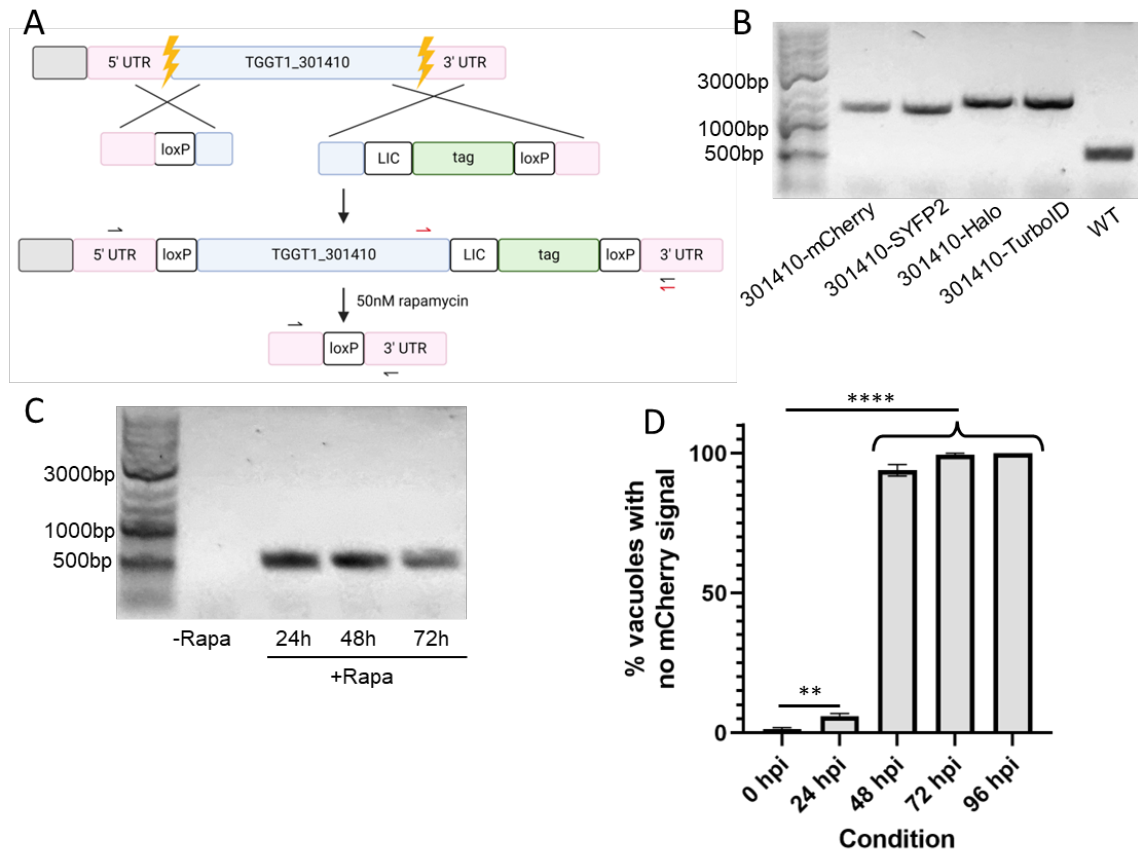 A
5' UTR
TGGT1_301410
3' UTR
loxP
LIC
tag
loxP
5' UTR
loxP
TGGT1_301410
LIC
tag
loxP
3' UTR
50nM rapamycin
loxP
3' UTR
B
3000bp
1000bp
500bp
301410-mCherry
301410-SYFP2
301410-Halo
301410-TurboID
WT
C
3000bp
1000bp
500bp
-Rapa
24h
48h
72h
+Rapa
D
% vacuoles with
no mCherry signal
100
50
0
**
****
0 hpi
24 hpi
48 hpi
72 hpi
96 hpi
Condition